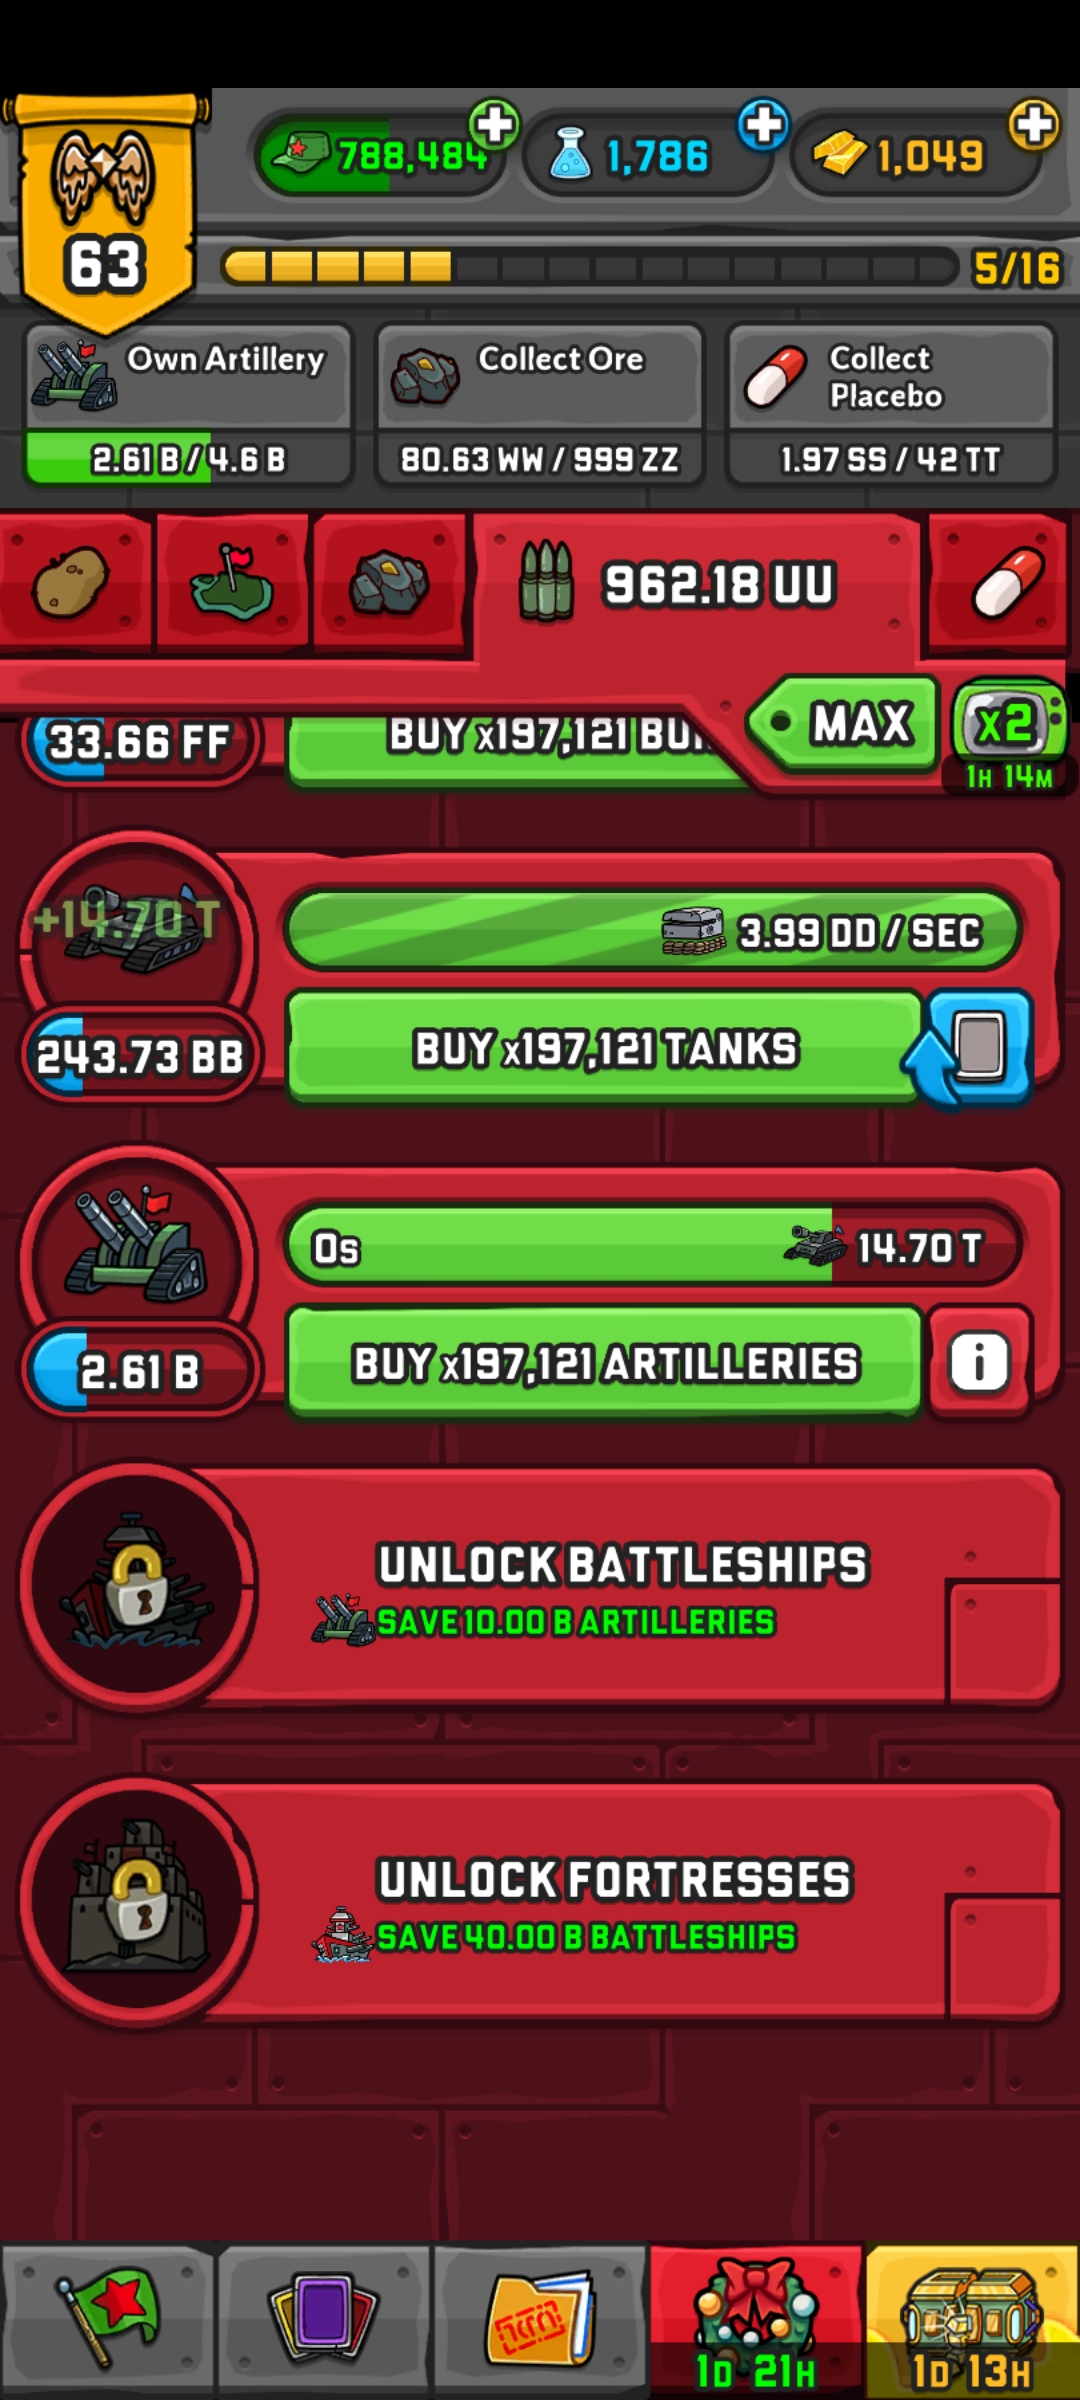 788,484
1,786
1,049
63
5/16
Own Artillery
2.61 B / 4.6 B
Collect Ore
80.63 WW / 999 ZZ
Collect
Placebo
1.97 SS / 42 TT
962.18 UU
MAX
X2
1H 14M
33.66 FF
BUY x197,121
+14.70 T
3.99 DD / SEC
243.73 BB
BUY x197,121 TANKS
0s
14.70 T
2.61 B
BUY x197,121 ARTILLERIES
i
UNLOCK BATTLESHIPS
SAVE 10.00 B ARTILLERIES
UNLOCK FORTRESSES
SAVE 40.00 B BATTLESHIPS
1D 21H
1D 13H